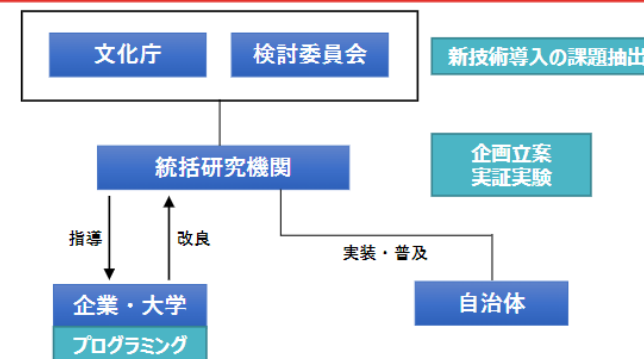 文化庁
検討委員会
新技術導入の課題抽出
統括研究機関
企画立案
実証実験
指導
改良
実装・普及
企業・大学
プログラミング
自治体